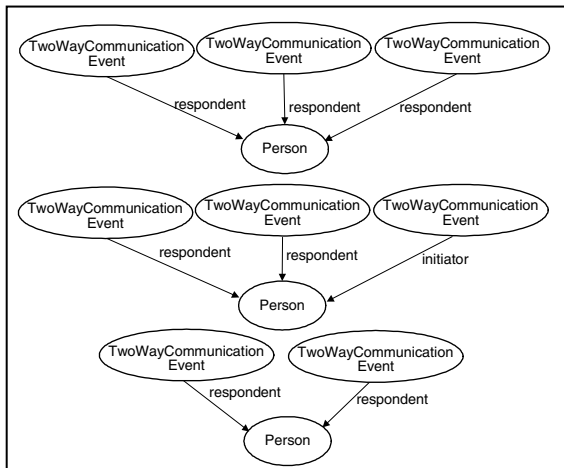 TwoWayCommunication
Event
TwoWayCommunication
Event
TwoWayCommunication
Event
respondent
respondent
respondent
Person
TwoWayCommunication
Event
TwoWayCommunication
Event
TwoWayCommunication
Event
respondent
respondent
initiator
Person
TwoWayCommunication
Event
TwoWayCommunication
Event
respondent
respondent
Person